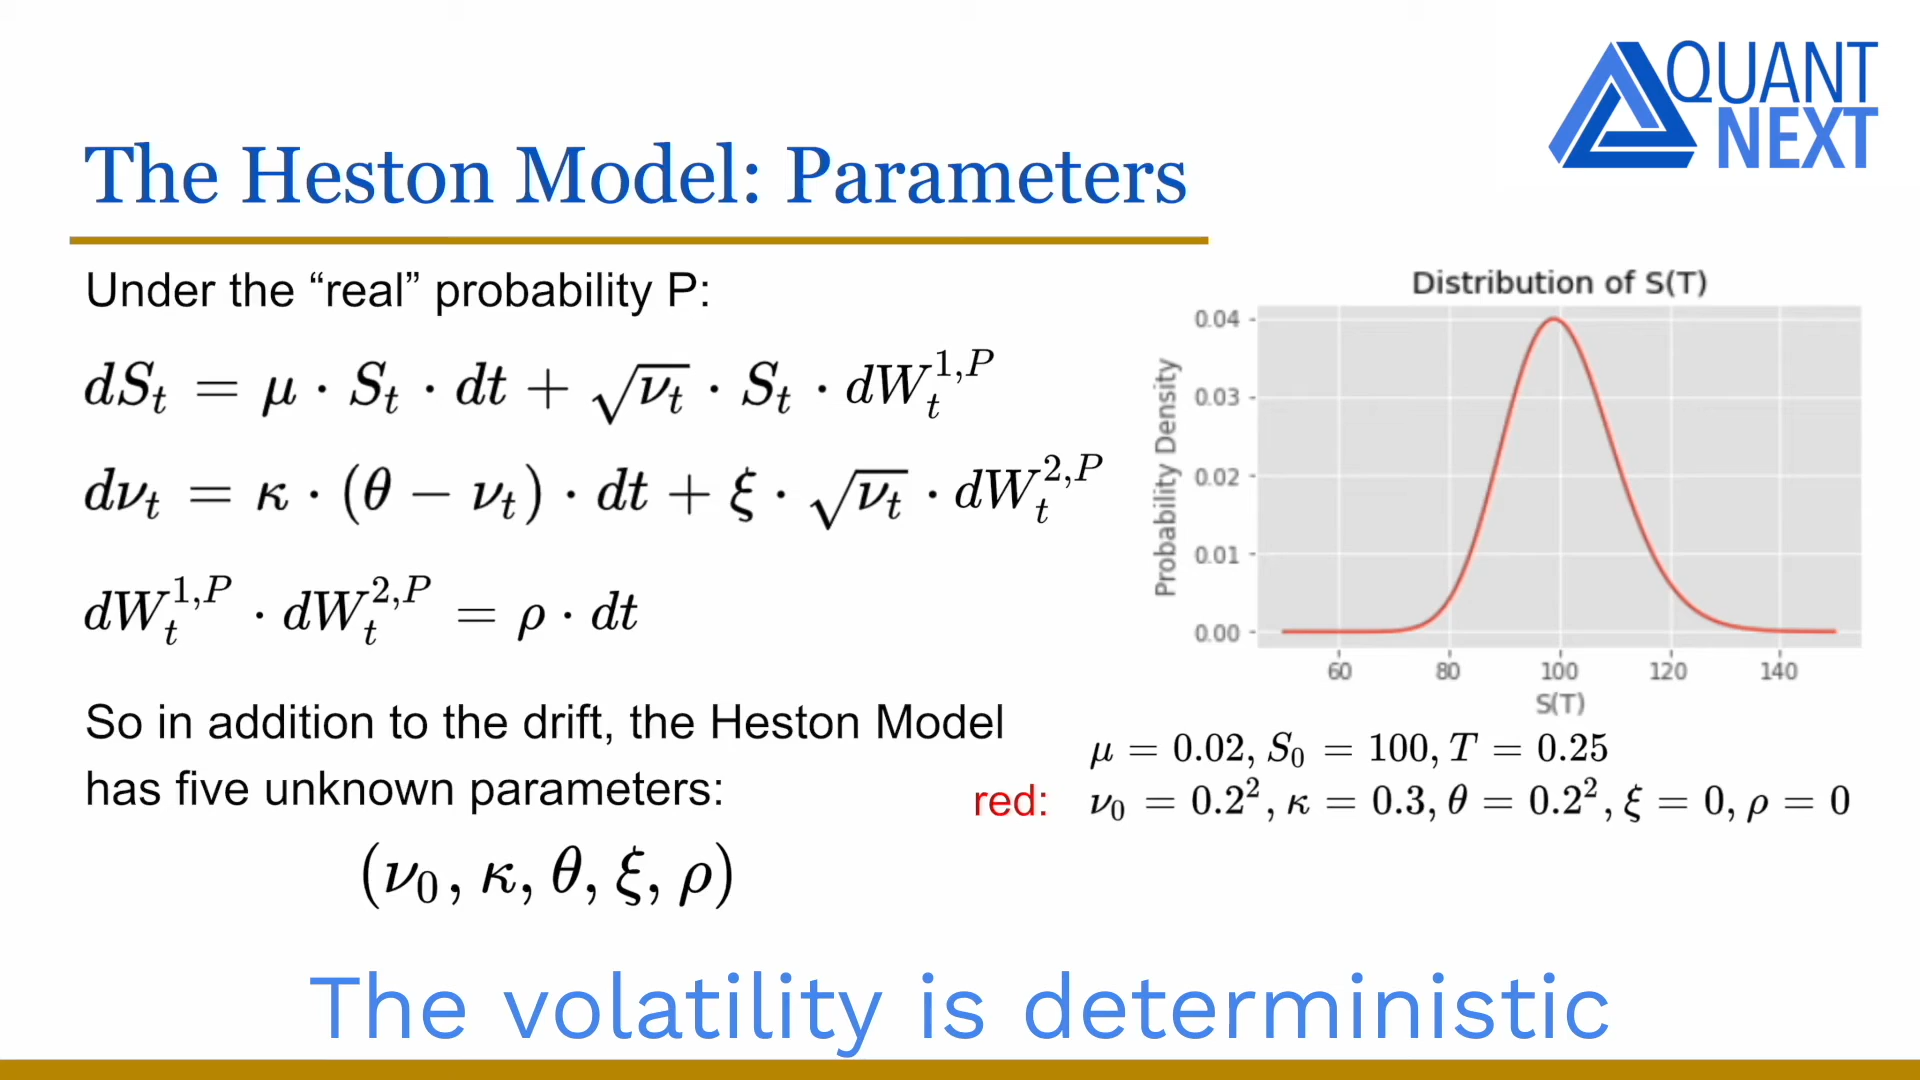 QUANT
NEXT
The Heston Model: Parameters
Under the “real” probability P:
dS_t = μ · S_t · dt + √ν_t · S_t · dW_t^{1,P}
dν_t = κ · (θ − ν_t) · dt + ξ · √ν_t · dW_t^{2,P}
dW_t^{1,P} · dW_t^{2,P} = ρ · dt
So in addition to the drift, the Heston Model
has five unknown parameters:
(ν_0, κ, θ, ξ, ρ)
Distribution of S(T)
Probability Density
0.04
0.03
0.02
0.01
0.00
60 80 100 120 140
S(T)
μ = 0.02, S_0 = 100, T = 0.25
red: ν_0 = 0.2², κ = 0.3, θ = 0.2², ξ = 0, ρ = 0
The volatility is deterministic